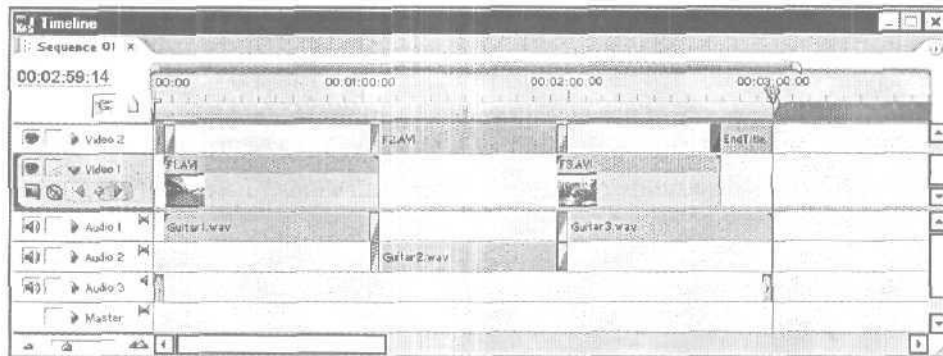 Timeline
Sequence 01 ×
00:02:59:14
00:00 00:01:00:00 00:02:00:00 00:03:00:00
Video 2 F2.AVI EndTitle
Video 1 F1.AVI F3.AVI
Audio 1 Guitar1.wav Guitar3.wav
Audio 2 Guitar2.wav
Audio 3
Master